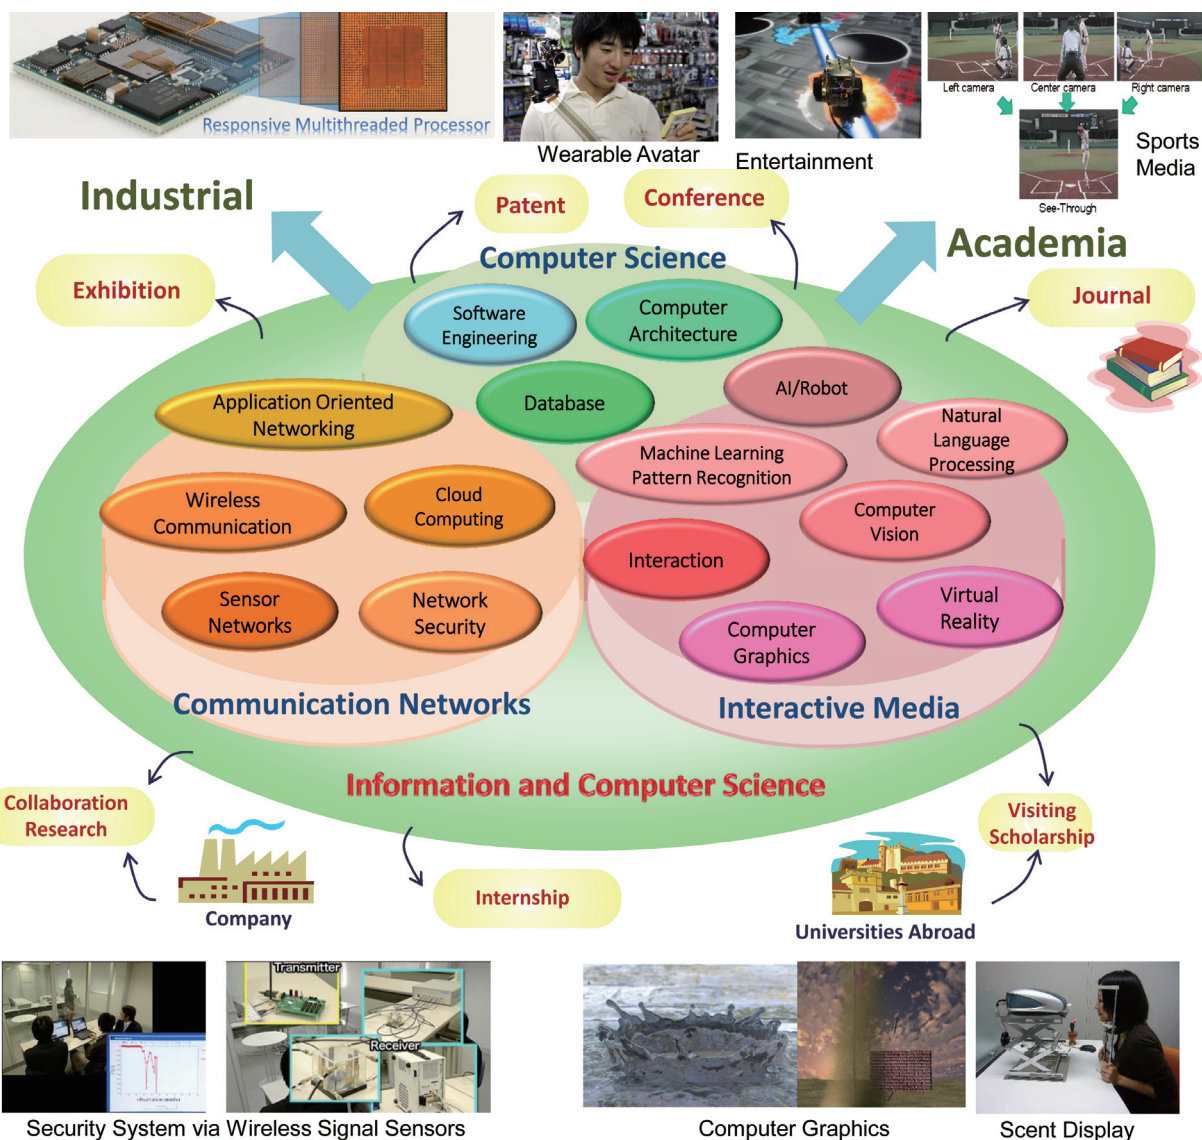 Responsive Multithreaded Processor
Wearable Avatar
Entertainment
Left camera
Center camera
Right camera
Sports
Media
See-Through
Industrial
Academia
Patent
Conference
Exhibition
Journal
Computer Science
Software
Engineering
Computer
Architecture
Database
AI/Robot
Application Oriented
Networking
Machine Learning
Pattern Recognition
Natural
Language
Processing
Wireless
Communication
Cloud
Computing
Computer
Vision
Interaction
Sensor
Networks
Network
Security
Virtual
Reality
Computer
Graphics
Communication Networks
Interactive Media
Information and Computer Science
Collaboration
Research
Visiting
Scholarship
Company
Internship
Universities Abroad
Transmitter
Receiver
observation number
Security System via Wireless Signal Sensors
Computer Graphics
Scent Display